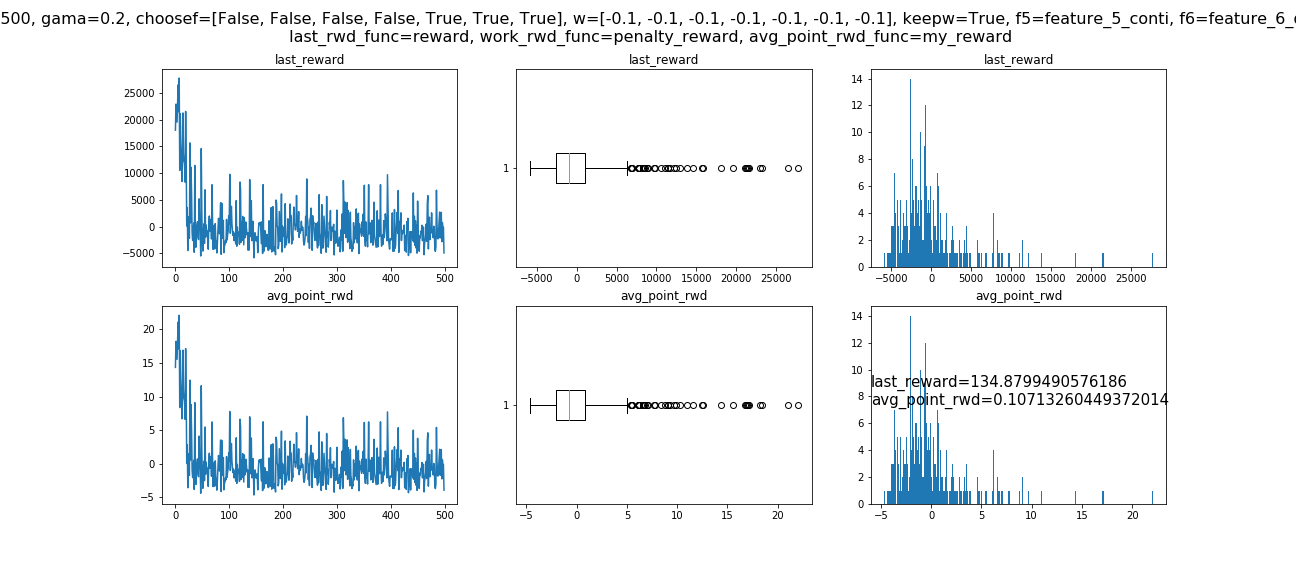 500, gama=0.2, choosef=[False, False, False, False, True, True, True], w=[-0.1, -0.1, -0.1, -0.1, -0.1, -0.1, -0.1], keepw=True, f5=feature_5_conti, f6=feature_6_c
last_rwd_func=reward, work_rwd_func=penalty_reward, avg_point_rwd_func=my_reward
last_reward
25000
20000
15000
10000
5000
0
−5000
0 100 200 300 400 500
last_reward
1
−5000 0 5000 10000 15000 20000 25000
last_reward
14
12
10
8
6
4
2
0
−5000 0 5000 10000 15000 20000 25000
avg_point_rwd
20
15
10
5
0
−5
0 100 200 300 400 500
avg_point_rwd
1
−5 0 5 10 15 20
avg_point_rwd
14
12
10
8
6
4
2
0
−5 0 5 10 15 20
last_reward=134.8799490576186
avg_point_rwd=0.10713260449372014